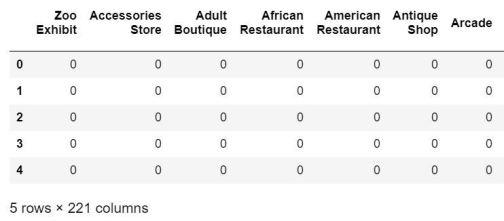 Zoo Exhibit Accessories Store Adult Boutique African Restaurant American Restaurant Antique Shop Arcade
0 0 0 0 0 0 0 0
1 0 0 0 0 0 0 0
2 0 0 0 0 0 0 0
3 0 0 0 0 0 0 0
4 0 0 0 0 0 0 0
5 rows × 221 columns